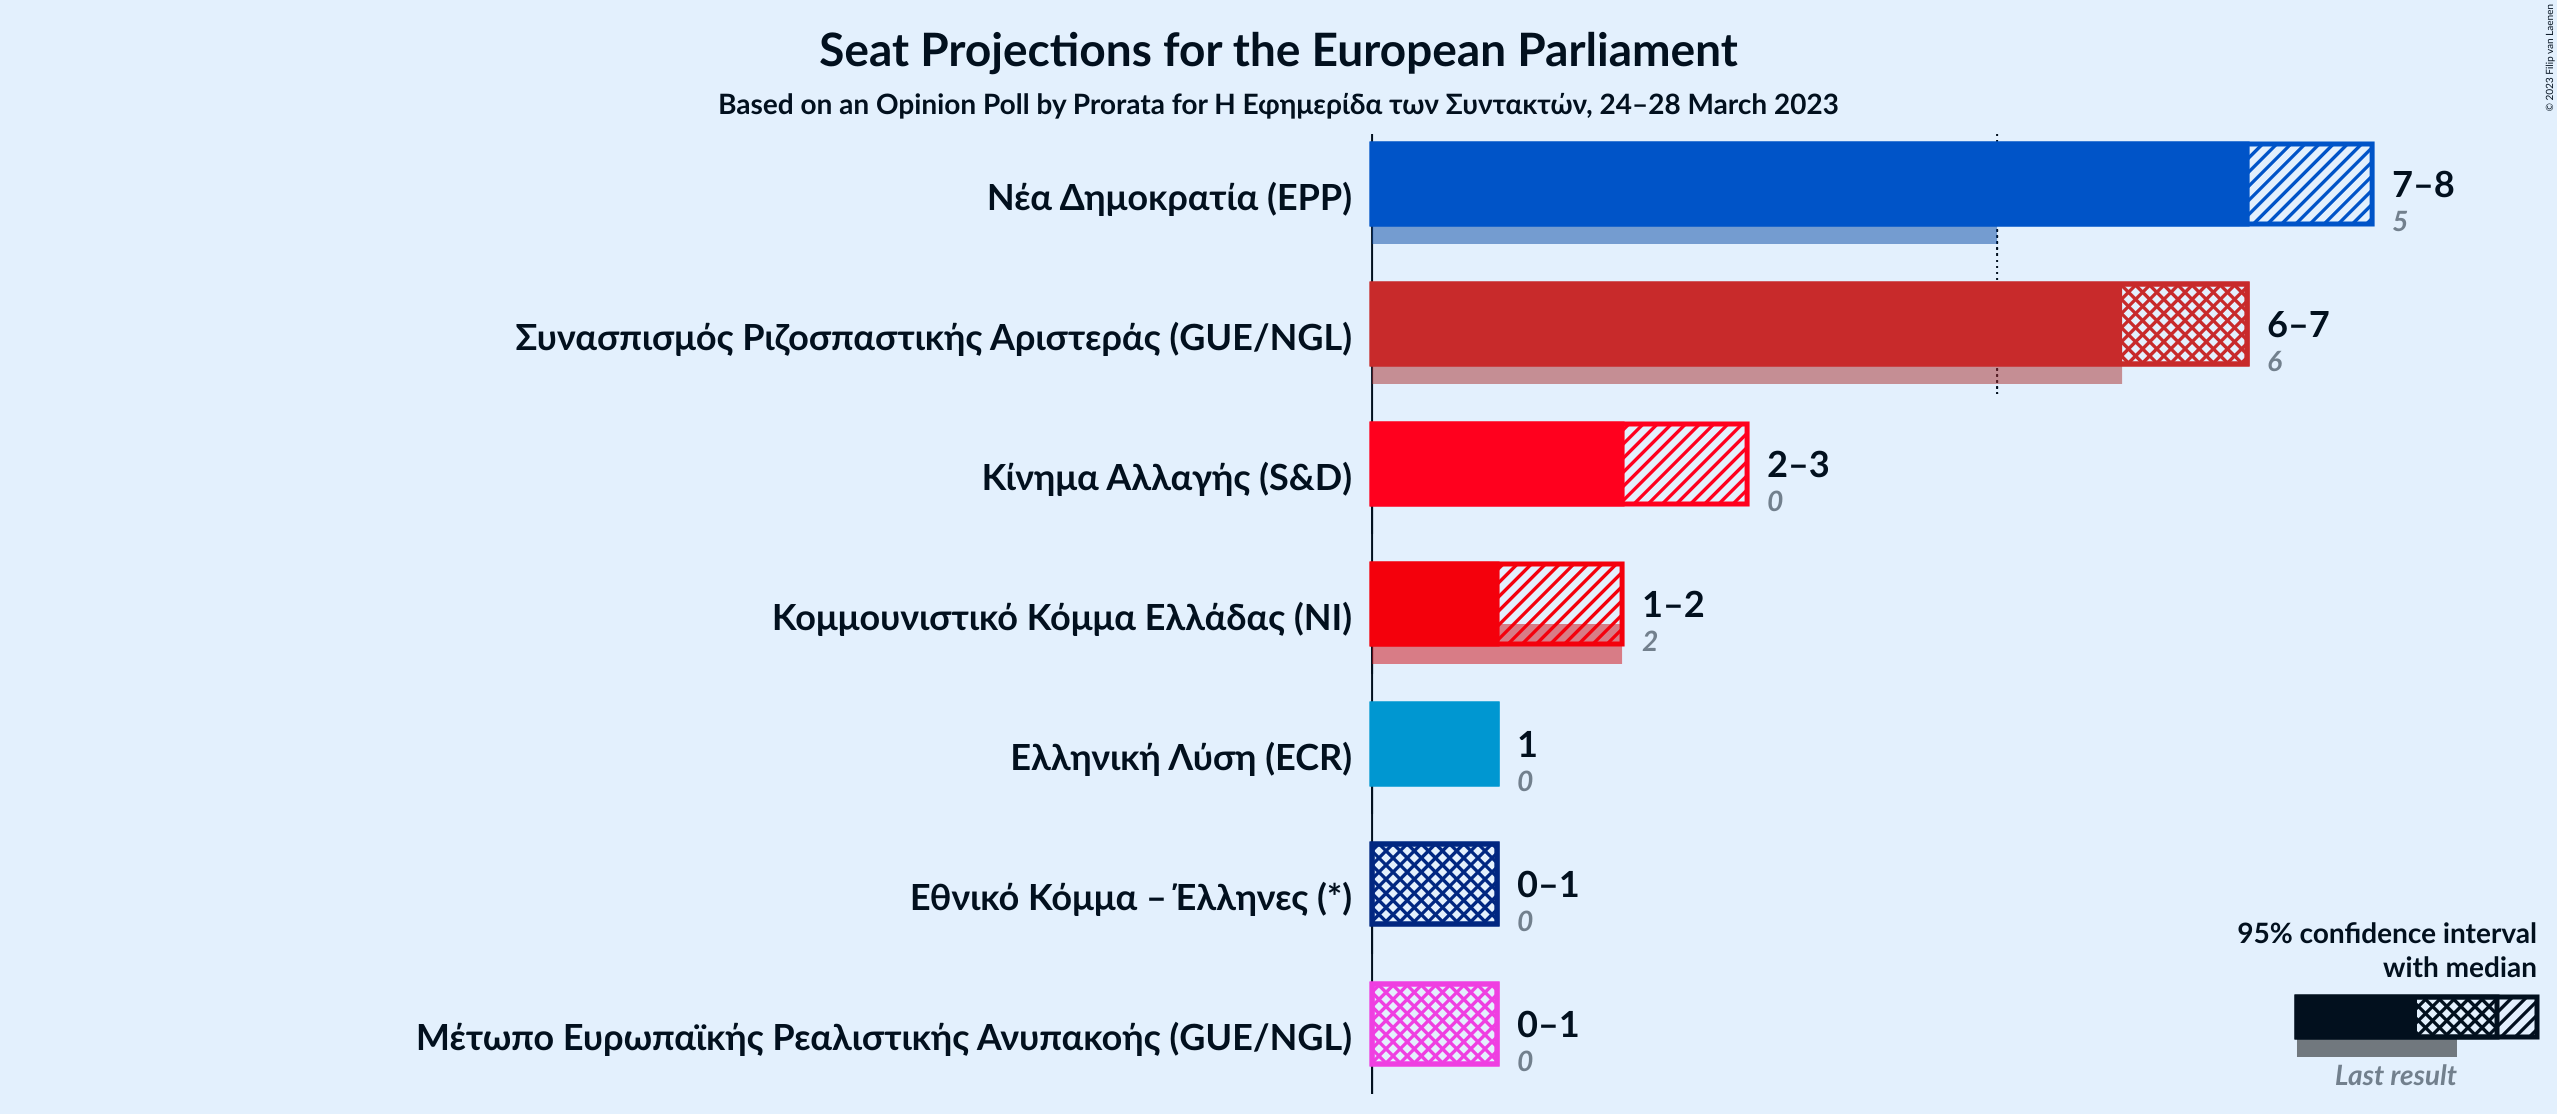 Seat Projections for the European Parliament
Based on an Opinion Poll by Prorata for Η Εφημερίδα των Συντακτών, 24–28 March 2023
© 2023 Filip van Laenen
Νέα Δημοκρατία (EPP)
7–8
5
Συνασπισμός Ριζοσπαστικής Αριστεράς (GUE/NGL)
6–7
6
Κίνημα Αλλαγής (S&D)
2–3
0
Κομμουνιστικό Κόμμα Ελλάδας (NI)
1–2
2
Ελληνική Λύση (ECR)
1
0
Εθνικό Κόμμα – Έλληνες (*)
0–1
0
Μέτωπο Ευρωπαϊκής Ρεαλιστικής Ανυπακοής (GUE/NGL)
0–1
0
95% confidence interval
with median
Last result